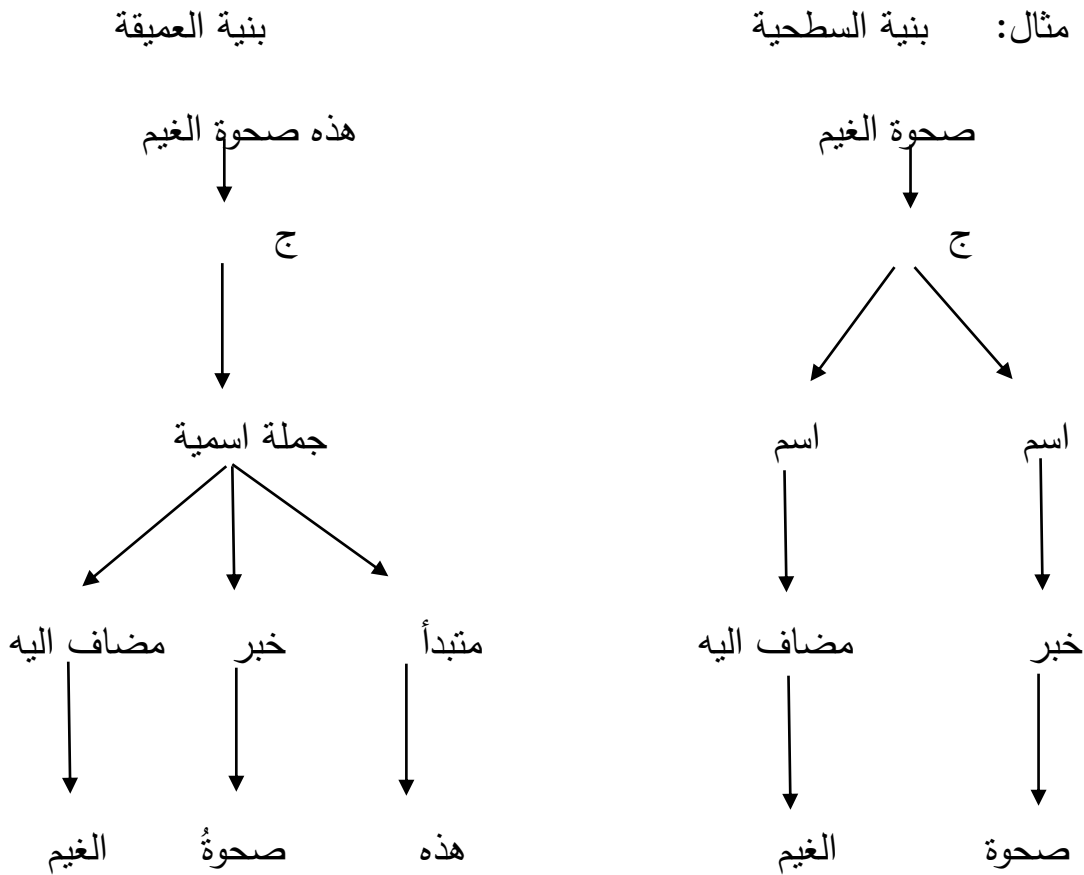 مثال: بنية السطحية بنية العميقة
صحوة الغيم هذه صحوة الغيم
ج ج
جملة اسمية
اسم اسم
خبر مضاف اليه متبدأ خبر مضاف اليه
صحوة الغيم هذه صحوةُ الغيم